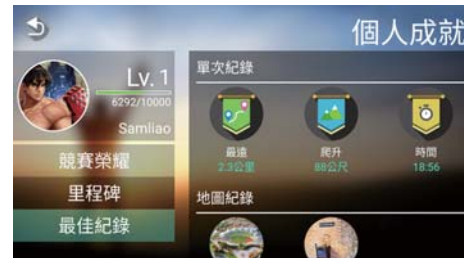 個人成就
Lv. 1
6292/10000
Samliao
競賽榮耀
里程碑
最佳紀錄
單次紀錄
最遠
2.3公里
爬升
88公尺
時間
18:56
地圖紀錄